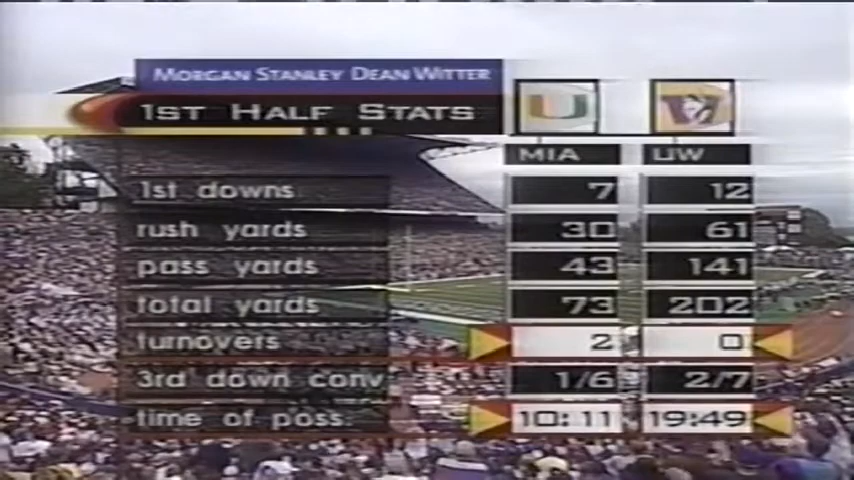 MORGAN STANLEY DEAN WITTER
1ST HALF STATS
U W
MIA UW
1st downs 7 12
rush yards 30 61
pass yards 43 141
total yards 73 202
turnovers 2 0
3rd down conv 1/6 2/7
time of poss. 10:11 19:49